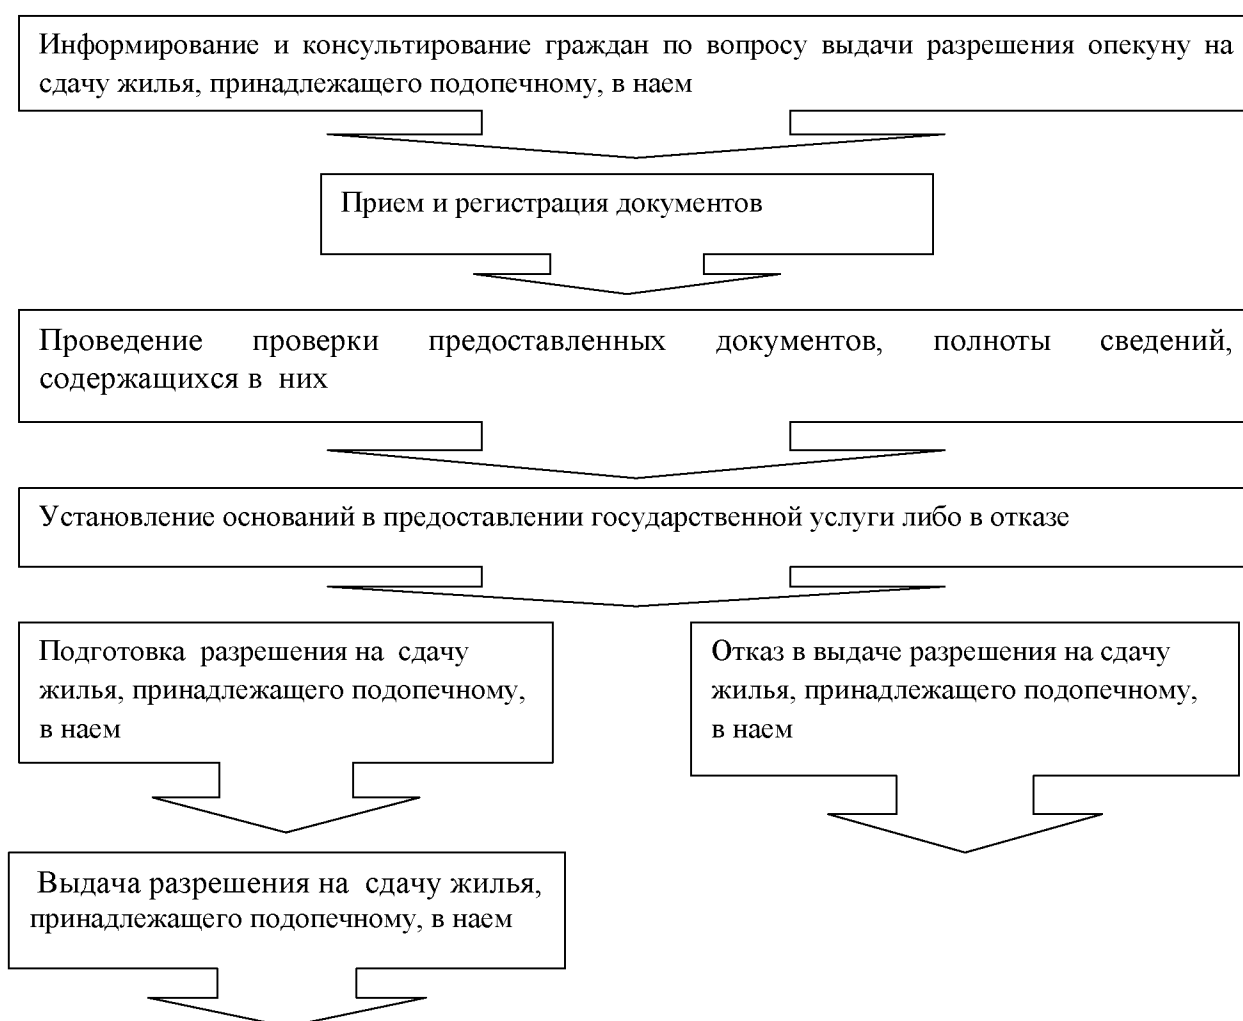 Информирование и консультирование граждан по вопросу выдачи разрешения опекуну на
сдачу жилья, принадлежащего подопечному, в наем
Прием и регистрация документов
Проведение проверки предоставленных документов, полноты сведений,
содержащихся в них
Установление оснований в предоставлении государственной услуги либо в отказе
Подготовка разрешения на сдачу
жилья, принадлежащего подопечному,
в наем
Отказ в выдаче разрешения на сдачу
жилья, принадлежащего подопечному,
в наем
Выдача разрешения на сдачу жилья,
принадлежащего подопечному, в наем